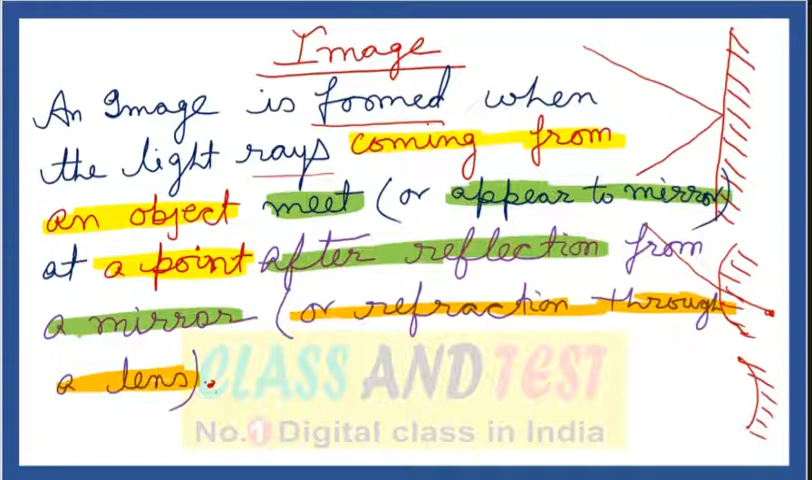 Image
An Image is foomed when
the light rays coming from
an object meet (or appear to mirror)
at a point after reflection from
a mirror (or refraction through
a lens).
CLASS AND TEST
No.1 Digital class in India